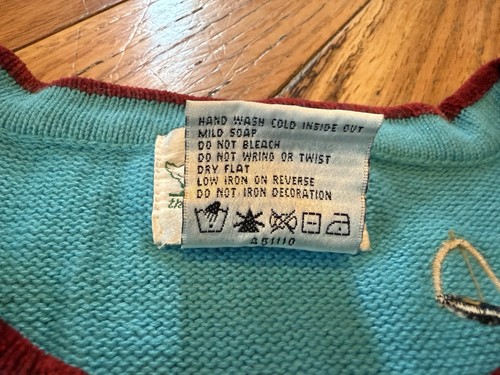 HAND WASH COLD INSIDE OUT
MILD SOAP
DO NOT BLEACH
DO NOT WRING OR TWIST
DRY FLAT
LOW IRON ON REVERSE
DO NOT IRON DECORATION
A51110